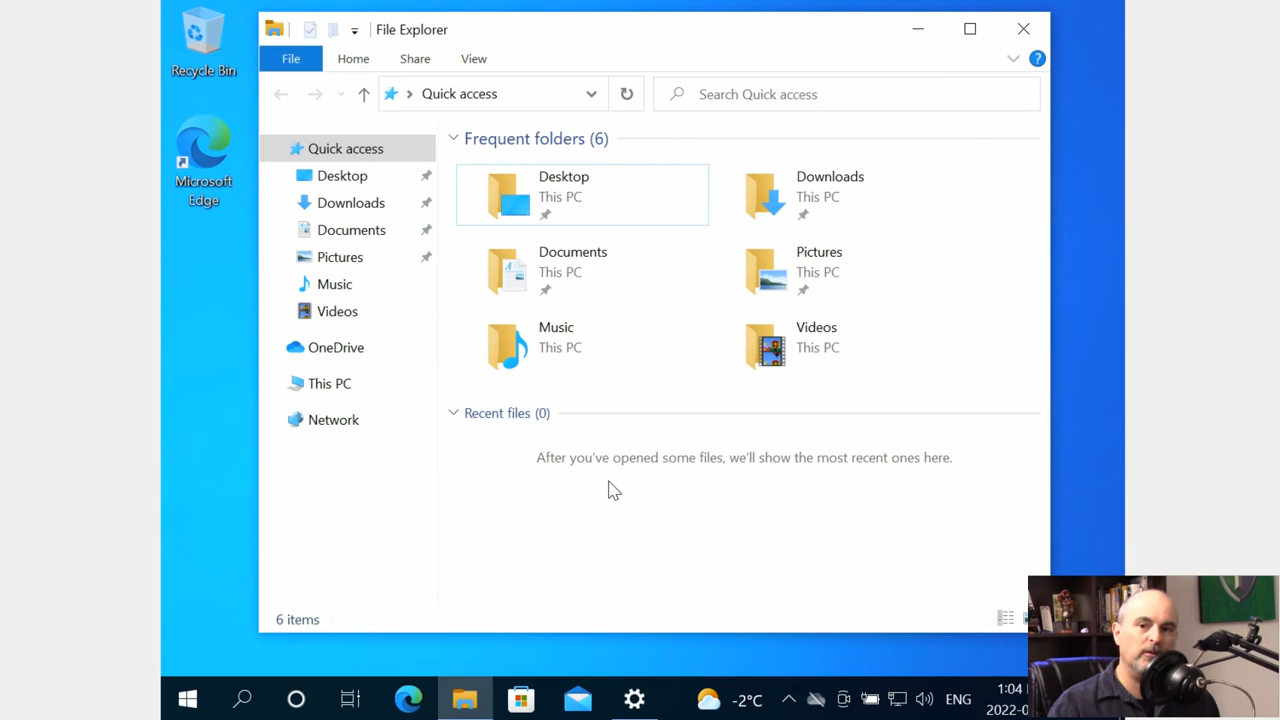 Recycle Bin
Microsoft
Edge
File Explorer
File
Home
Share
View
?
Quick access
Search Quick access
Quick access
Desktop
Downloads
Documents
Pictures
Music
Videos
OneDrive
This PC
Network
Frequent folders (6)
Desktop
This PC
Downloads
This PC
Documents
This PC
Pictures
This PC
Music
This PC
Videos
This PC
Recent files (0)
After you've opened some files, we'll show the most recent ones here.
6 items
-2°C
ENG
1:04
2022-0